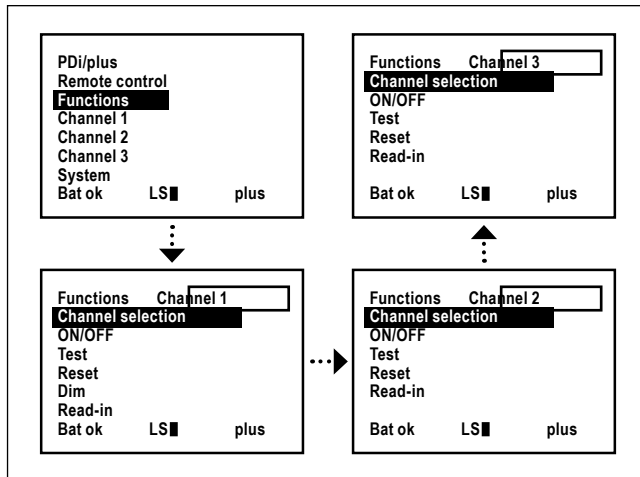 PDi/plus
Remote control
Functions
Channel 1
Channel 2
Channel 3
System
Bat ok LS plus
Functions Channel 1
Channel selection
ON/OFF
Test
Reset
Dim
Read-in
Bat ok LS plus
Functions Channel 2
Channel selection
ON/OFF
Test
Reset
Read-in
Bat ok LS plus
Functions Channel 3
Channel selection
ON/OFF
Test
Reset
Read-in
Bat ok LS plus